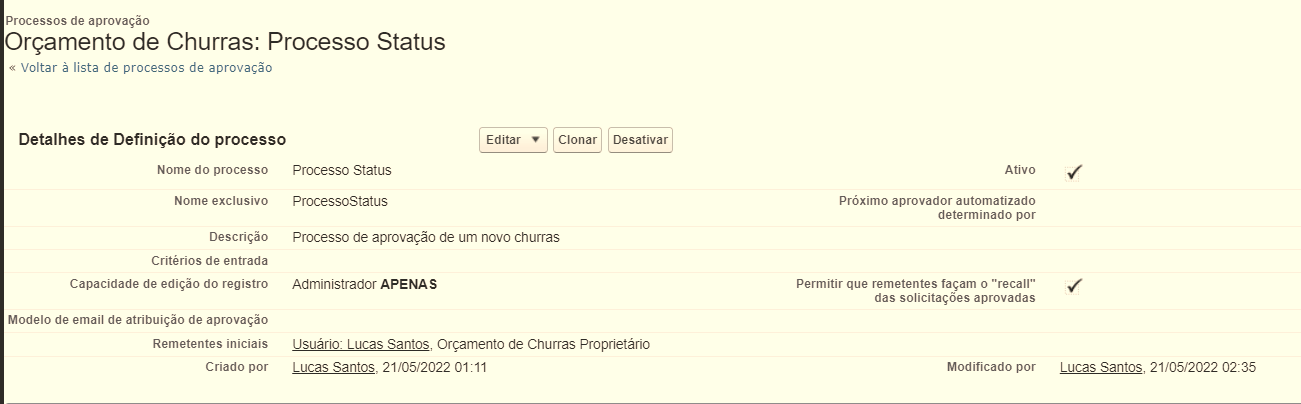 Processos de aprovação
Orçamento de Churras: Processo Status
« Voltar à lista de processos de aprovação
Detalhes de Definição do processo Editar ▼ Clonar Desativar
Nome do processo Processo Status Ativo ✓
Nome exclusivo ProcessoStatus Próximo aprovador automatizado
determinado por
Descrição Processo de aprovação de um novo churras
Critérios de entrada
Capacidade de edição do registro Administrador APENAS Permitir que remetentes façam o "recall" ✓
das solicitações aprovadas
Modelo de email de atribuição de aprovação
Remetentes iniciais Usuário: Lucas Santos, Orçamento de Churras Proprietário
Criado por Lucas Santos, 21/05/2022 01:11 Modificado por Lucas Santos, 21/05/2022 02:35